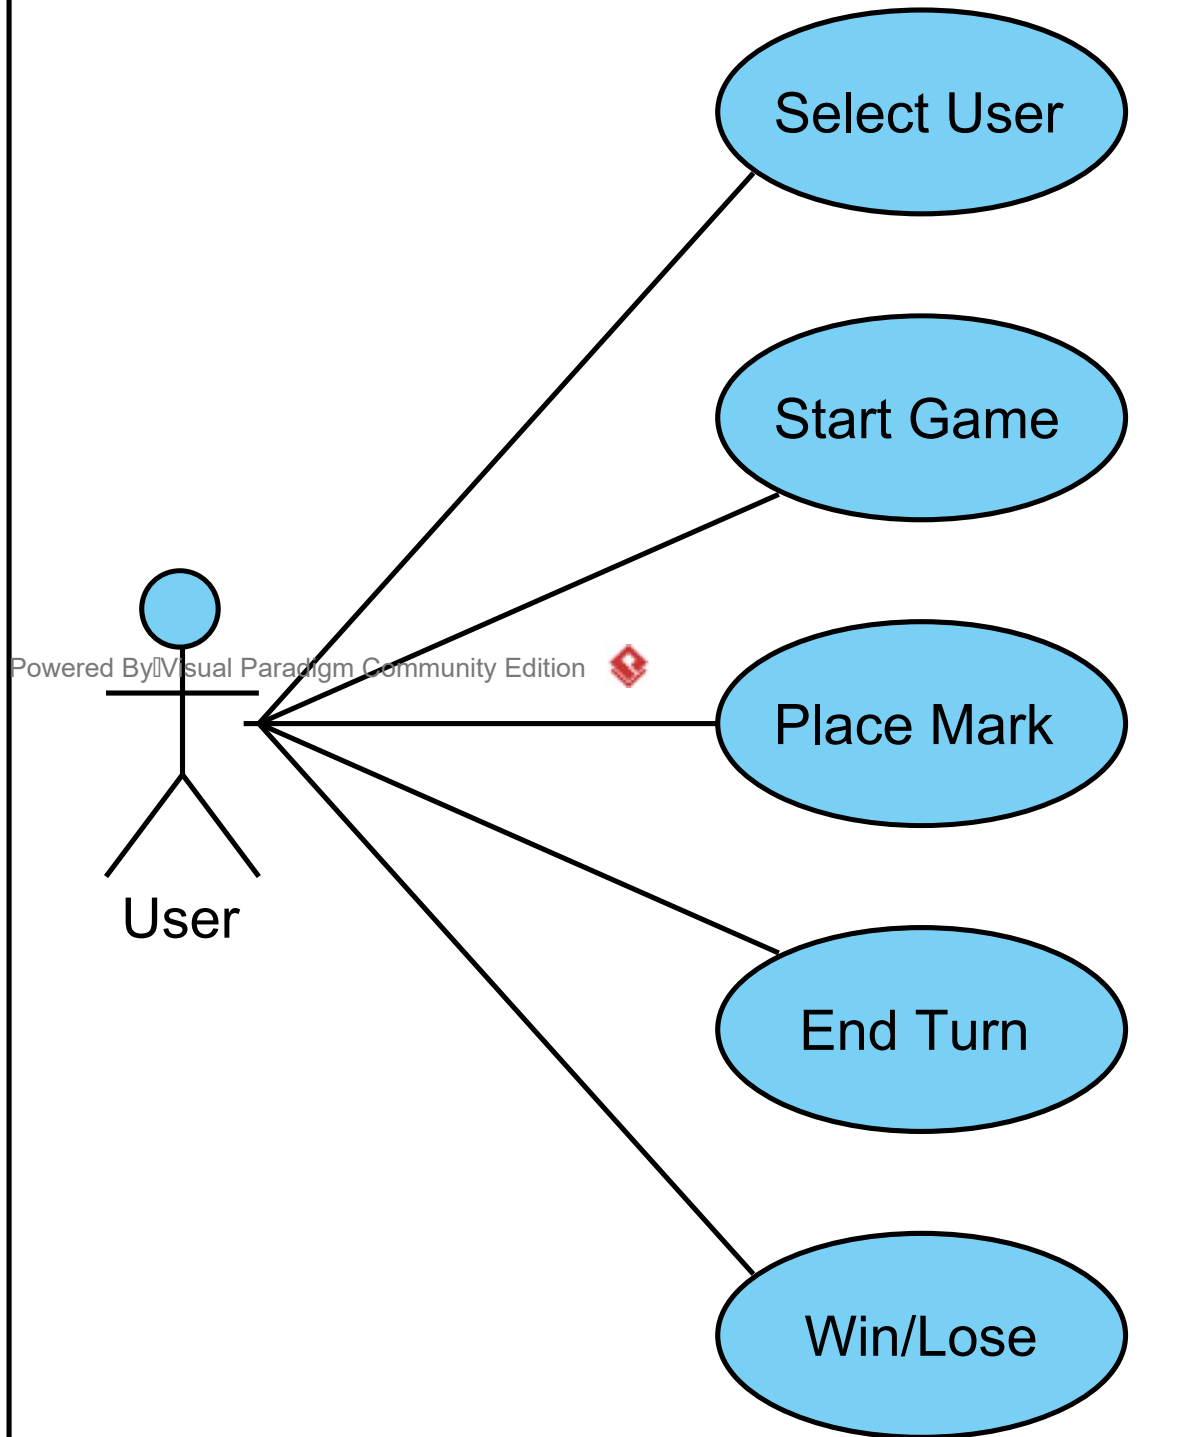 Select User
Start Game
Powered By Visual Paradigm Community Edition
Place Mark
User
End Turn
Win/Lose